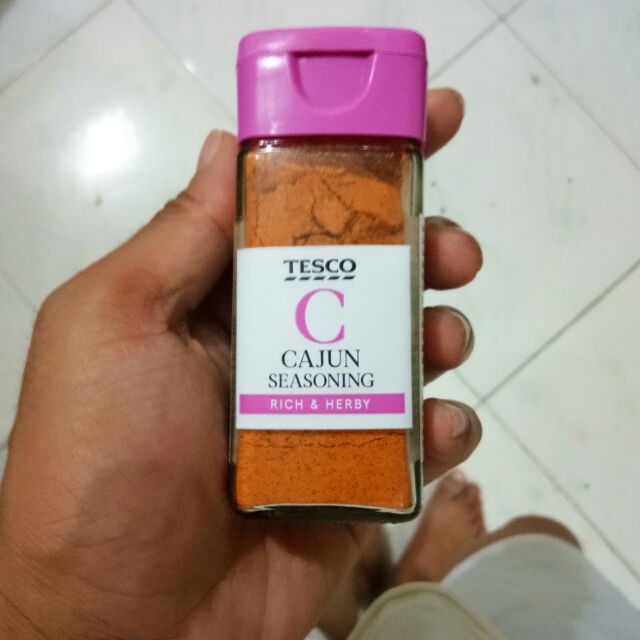 TESCO
C
CAJUN
SEASONING
RICH & HERBY